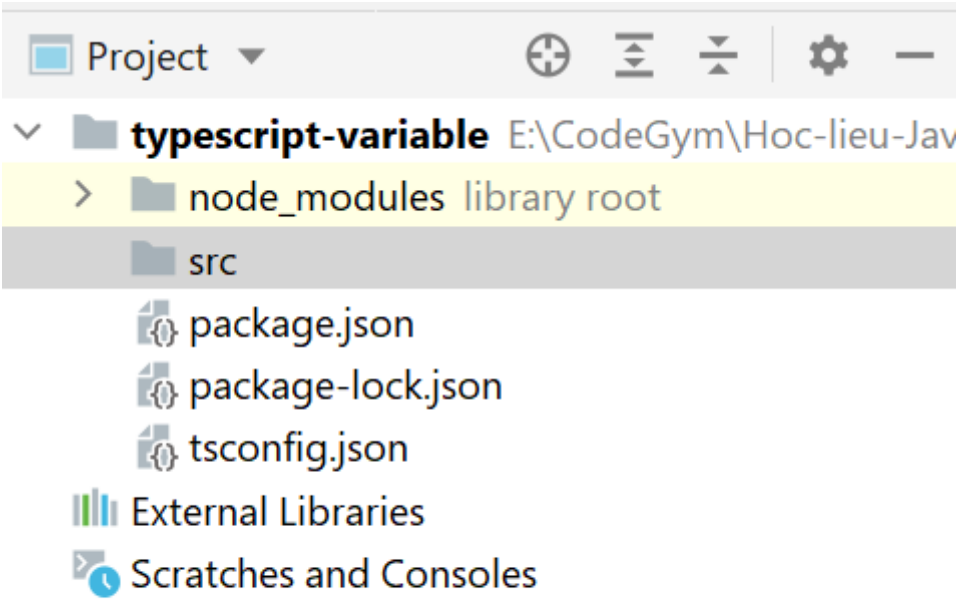 Project
typescript-variable E:\CodeGym\Hoc-lieu-Jav
node_modules library root
src
package.json
package-lock.json
tsconfig.json
External Libraries
Scratches and Consoles